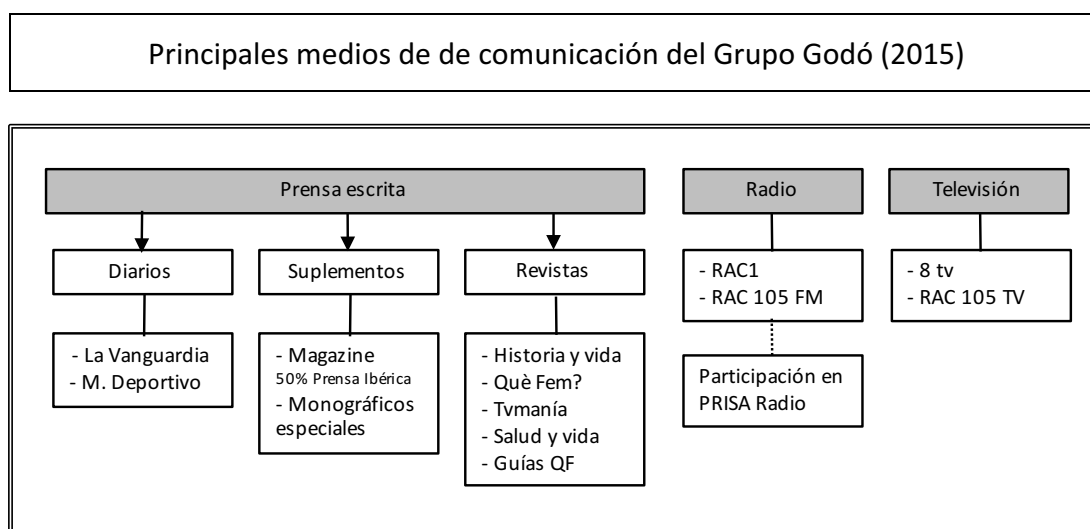 Principales medios de de comunicación del Grupo Godó (2015)
Prensa escrita
Diarios
- La Vanguardia
- M. Deportivo
Suplementos
- Magazine
50% Prensa Ibérica
- Monográficos
especiales
Revistas
- Historia y vida
- Què Fem?
- Tvmanía
- Salud y vida
- Guías QF
Radio
- RAC1
- RAC 105 FM
Participación en
PRISA Radio
Televisión
- 8 tv
- RAC 105 TV